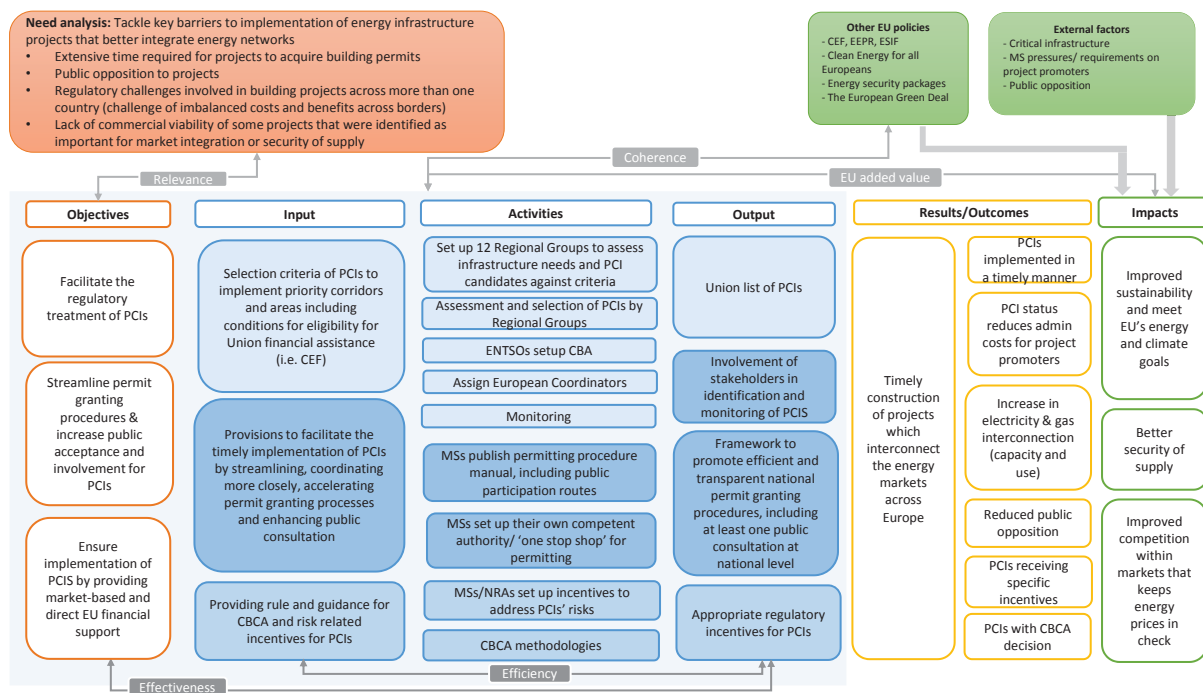 Need analysis: Tackle key barriers to implementation of energy infrastructure
projects that better integrate energy networks
• Extensive time required for projects to acquire building permits
• Public opposition to projects
• Regulatory challenges involved in building projects across more than one
country (challenge of imbalanced costs and benefits across borders)
• Lack of commercial viability of some projects that were identified as
important for market integration or security of supply
Other EU policies
- CEF, EEPR, ESIF
- Clean Energy for all
Europeans
- Energy security packages
- The European Green Deal
External factors
- Critical infrastructure
- MS pressures/ requirements on
project promoters
- Public opposition
Relevance
Coherence
EU added value
Objectives
Facilitate the
regulatory
treatment of PCIs
Streamline permit
granting
procedures &
increase public
acceptance and
involvement for
PCIs
Ensure
implementation of
PCIS by providing
market-based and
direct EU financial
support
Input
Selection criteria of PCIs to
implement priority corridors
and areas including
conditions for eligibility for
Union financial assistance
(i.e. CEF)
Provisions to facilitate the
timely implementation of PCIs
by streamlining, coordinating
more closely, accelerating
permit granting processes
and enhancing public
consultation
Providing rule and guidance for
CBCA and risk related
incentives for PCIs
Activities
Set up 12 Regional Groups to assess
infrastructure needs and PCI
candidates against criteria
Assessment and selection of PCIs by
Regional Groups
ENTSOs setup CBA
Assign European Coordinators
Monitoring
MSs publish permitting procedure
manual, including public
participation routes
MSs set up their own competent
authority/ ‘one stop shop’ for
permitting
MSs/NRAs set up incentives to
address PCIs’ risks
CBCA methodologies
Output
Union list of PCIs
Involvement of
stakeholders in
identification and
monitoring of PCIS
Framework to
promote efficient and
transparent national
permit granting
procedures, including
at least one public
consultation at
national level
Appropriate regulatory
incentives for PCIs
Results/Outcomes
Timely
construction
of projects
which
interconnect
the energy
markets
across
Europe
PCIs
implemented in
a timely manner
PCI status
reduces admin
costs for project
promoters
Increase in
electricity & gas
interconnection
(capacity and
use)
Reduced public
opposition
PCIs receiving
specific
incentives
PCIs with CBCA
decision
Impacts
Improved
sustainability
and meet
EU’s energy
and climate
goals
Better
security of
supply
Improved
competition
within
markets that
keeps
energy
prices in
check
Efficiency
Effectiveness